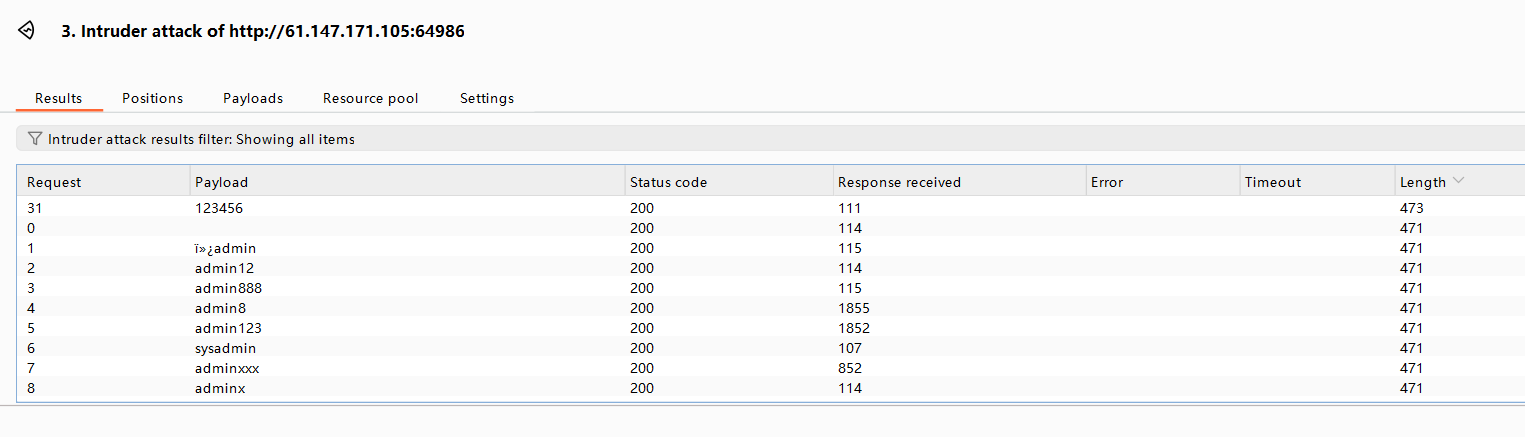 3. Intruder attack of http://61.147.171.105:64986
Results Positions Payloads Resource pool Settings
Intruder attack results filter: Showing all items
Request Payload Status code Response received Error Timeout Length
31 123456 200 111 473
0 200 114 471
1 ï»¿admin 200 115 471
2 admin12 200 114 471
3 admin888 200 115 471
4 admin8 200 1855 471
5 admin123 200 1852 471
6 sysadmin 200 107 471
7 adminxxx 200 852 471
8 adminx 200 114 471